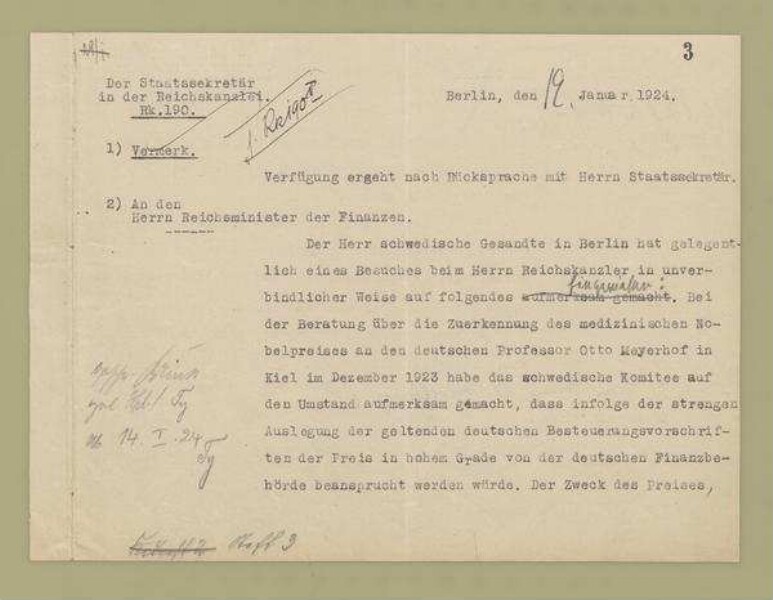 3
Der Staatssekretär
in der Reichskanzlei.
Rk.190.
Berlin, den 12. Januar 1924.
1) Vermerk.
Verfügung ergeht nach Rücksprache mit Herrn Staatssekretär.
2) An den
Herrn Reichsminister der Finanzen.
Der Herr schwedische Gesandte in Berlin hat gelegent-
lich eines Besuches beim Herrn Reichskanzler in unver-
hingewiesen:
bindlicher Weise auf folgendes aufmerksam gemacht. Bei
der Beratung über die Zuerkennung des medizinischen No-
belpreises an den deutschen Professor Otto Meyerhof in
Kiel im Dezember 1923 habe das schwedische Komitee auf
den Umstand aufmerksam gemacht, dass infolge der strengen
Auslegung der geltenden deutschen Besteuerungsvorschrif-
ten der Preis in hohem Grade von der deutschen Finanzbe-
hörde beansprucht werden würde. Der Zweck des Preises,
14. I. 24
Heft 3